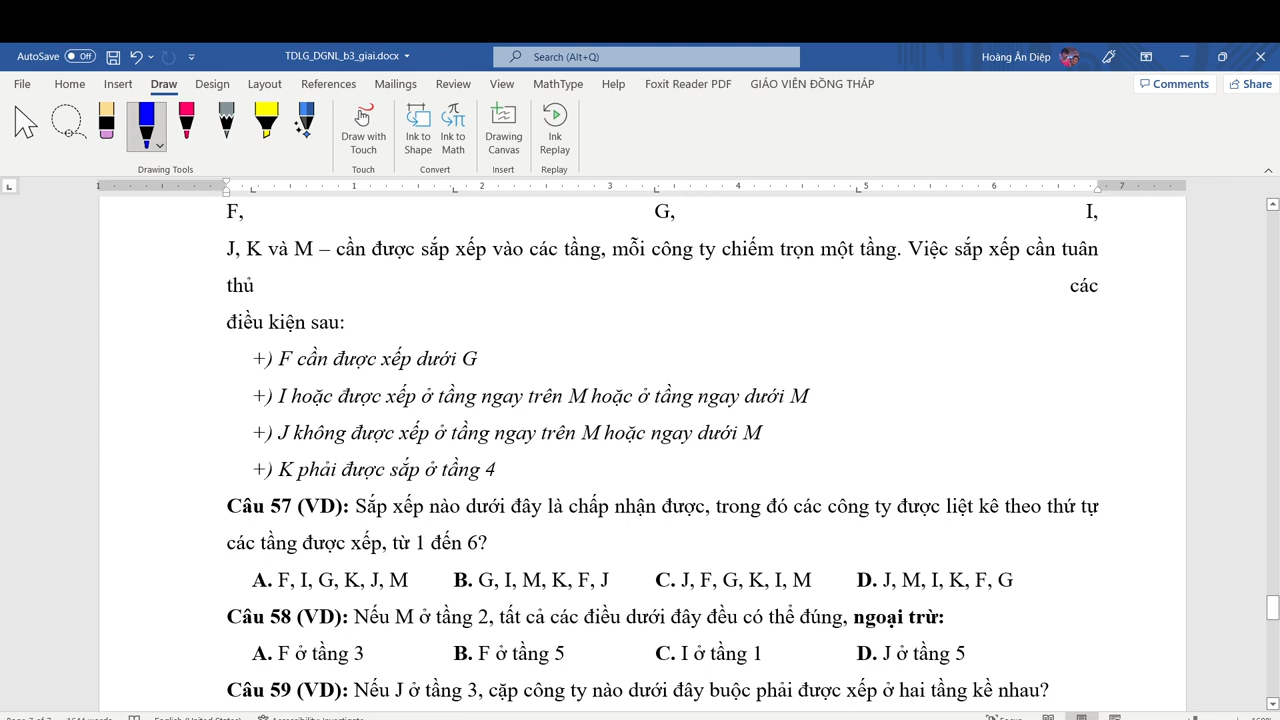 AutoSave Off TDLG_DGNL_b3_giai.docx Search (Alt+Q) Hoàng Ân Diệp
File Home Insert Draw Design Layout References Mailings Review View MathType Help Foxit Reader PDF GIÁO VIÊN ĐỒNG THÁP Comments Share
Draw with Touch Ink to Shape Ink to Math Drawing Canvas Ink Replay
Drawing Tools Touch Convert Insert Replay
1 1 2 3 4 5 6 7
F, G, I,
J, K và M – cần được sắp xếp vào các tầng, mỗi công ty chiếm trọn một tầng. Việc sắp xếp cần tuân
thủ các
điều kiện sau:
+) F cần được xếp dưới G
+) I hoặc được xếp ở tầng ngay trên M hoặc ở tầng ngay dưới M
+) J không được xếp ở tầng ngay trên M hoặc ngay dưới M
+) K phải được sắp ở tầng 4
Câu 57 (VD): Sắp xếp nào dưới đây là chấp nhận được, trong đó các công ty được liệt kê theo thứ tự
các tầng được xếp, từ 1 đến 6?
A. F, I, G, K, J, M B. G, I, M, K, F, J C. J, F, G, K, I, M D. J, M, I, K, F, G
Câu 58 (VD): Nếu M ở tầng 2, tất cả các điều dưới đây đều có thể đúng, ngoại trừ:
A. F ở tầng 3 B. F ở tầng 5 C. I ở tầng 1 D. J ở tầng 5
Câu 59 (VD): Nếu J ở tầng 3, cặp công ty nào dưới đây buộc phải được xếp ở hai tầng kề nhau?